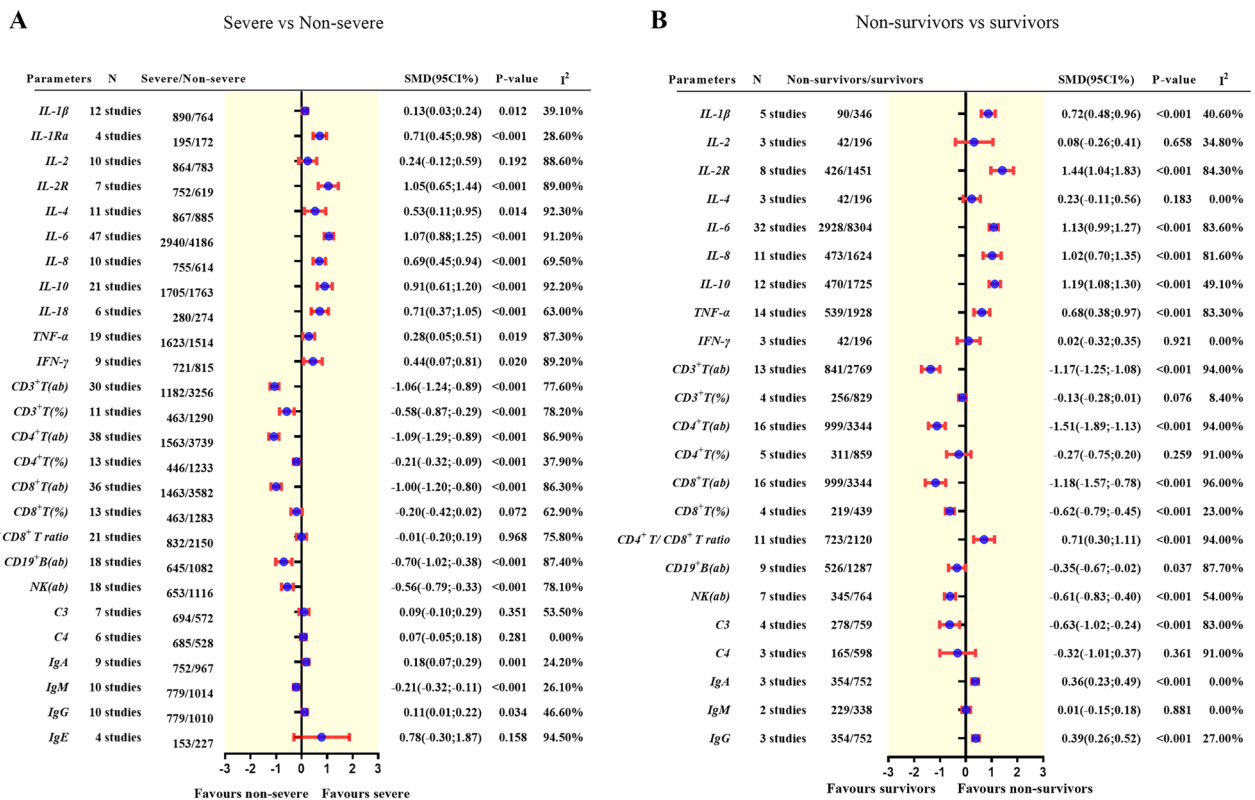 A
Severe vs Non-severe
Parameters N Severe/Non-severe SMD(95CI%) P-value I²
IL-1β 12 studies 890/764 0.13(0.03;0.24) 0.012 39.10%
IL-1Ra 4 studies 195/172 0.71(0.45;0.98) <0.001 28.60%
IL-2 10 studies 864/783 0.24(-0.12;0.59) 0.192 88.60%
IL-2R 7 studies 752/619 1.05(0.65;1.44) <0.001 89.00%
IL-4 11 studies 867/885 0.53(0.11;0.95) 0.014 92.30%
IL-6 47 studies 2940/4186 1.07(0.88;1.25) <0.001 91.20%
IL-8 10 studies 755/614 0.69(0.45;0.94) <0.001 69.50%
IL-10 21 studies 1705/1763 0.91(0.61;1.20) <0.001 92.20%
IL-18 6 studies 280/274 0.71(0.37;1.05) <0.001 63.00%
TNF-α 19 studies 1623/1514 0.28(0.05;0.51) 0.019 87.30%
IFN-γ 9 studies 721/815 0.44(0.07;0.81) 0.020 89.20%
CD3⁺T(ab) 30 studies 1182/3256 -1.06(-1.24;-0.89) <0.001 77.60%
CD3⁺T(%) 11 studies 463/1290 -0.58(-0.87;-0.29) <0.001 78.20%
CD4⁺T(ab) 38 studies 1563/3739 -1.09(-1.29;-0.89) <0.001 86.90%
CD4⁺T(%) 13 studies 446/1233 -0.21(-0.32;-0.09) <0.001 37.90%
CD8⁺T(ab) 36 studies 1463/3582 -1.00(-1.20;-0.80) <0.001 86.30%
CD8⁺T(%) 13 studies 463/1283 -0.20(-0.42;0.02) 0.072 62.90%
CD8⁺ T ratio 21 studies 832/2150 -0.01(-0.20;0.19) 0.968 75.80%
CD19⁺B(ab) 18 studies 645/1082 -0.70(-1.02;-0.38) <0.001 87.40%
NK(ab) 18 studies 653/1116 -0.56(-0.79;-0.33) <0.001 78.10%
C3 7 studies 694/572 0.09(-0.10;0.29) 0.351 53.50%
C4 6 studies 685/528 0.07(-0.05;0.18) 0.281 0.00%
IgA 9 studies 752/967 0.18(0.07;0.29) 0.001 24.20%
IgM 10 studies 779/1014 -0.21(-0.32;-0.11) <0.001 26.10%
IgG 10 studies 779/1010 0.11(0.01;0.22) 0.034 46.60%
IgE 4 studies 153/227 0.78(-0.30;1.87) 0.158 94.50%
-3 -2 -1 0 1 2 3
Favours non-severe Favours severe
B
Non-survivors vs survivors
Parameters N Non-survivors/survivors SMD(95CI%) P-value I²
IL-1β 5 studies 90/346 0.72(0.48;0.96) <0.001 40.60%
IL-2 3 studies 42/196 0.08(-0.26;0.41) 0.658 34.80%
IL-2R 8 studies 426/1451 1.44(1.04;1.83) <0.001 84.30%
IL-4 3 studies 42/196 0.23(-0.11;0.56) 0.183 0.00%
IL-6 32 studies 2928/8304 1.13(0.99;1.27) <0.001 83.60%
IL-8 11 studies 473/1624 1.02(0.70;1.35) <0.001 81.60%
IL-10 12 studies 470/1725 1.19(1.08;1.30) <0.001 49.10%
TNF-α 14 studies 539/1928 0.68(0.38;0.97) <0.001 83.30%
IFN-γ 3 studies 42/196 0.02(-0.32;0.35) 0.921 0.00%
CD3⁺T(ab) 13 studies 841/2769 -1.17(-1.25;-1.08) <0.001 94.00%
CD3⁺T(%) 4 studies 256/829 -0.13(-0.28;0.01) 0.076 8.40%
CD4⁺T(ab) 16 studies 999/3344 -1.51(-1.89;-1.13) <0.001 94.00%
CD4⁺T(%) 5 studies 311/859 -0.27(-0.75;0.20) 0.259 91.00%
CD8⁺T(ab) 16 studies 999/3344 -1.18(-1.57;-0.78) <0.001 96.00%
CD8⁺T(%) 4 studies 219/439 -0.62(-0.79;-0.45) <0.001 23.00%
CD4⁺ T/ CD8⁺ T ratio 11 studies 723/2120 0.71(0.30;1.11) <0.001 94.00%
CD19⁺B(ab) 9 studies 526/1287 -0.35(-0.67;-0.02) 0.037 87.70%
NK(ab) 7 studies 345/764 -0.61(-0.83;-0.40) <0.001 54.00%
C3 4 studies 278/759 -0.63(-1.02;-0.24) <0.001 83.00%
C4 3 studies 165/598 -0.32(-1.01;0.37) 0.361 91.00%
IgA 3 studies 354/752 0.36(0.23;0.49) <0.001 0.00%
IgM 2 studies 229/338 0.01(-0.15;0.18) 0.881 0.00%
IgG 3 studies 354/752 0.39(0.26;0.52) <0.001 27.00%
-3 -2 -1 0 1 2 3
Favours survivors Favours non-survivors